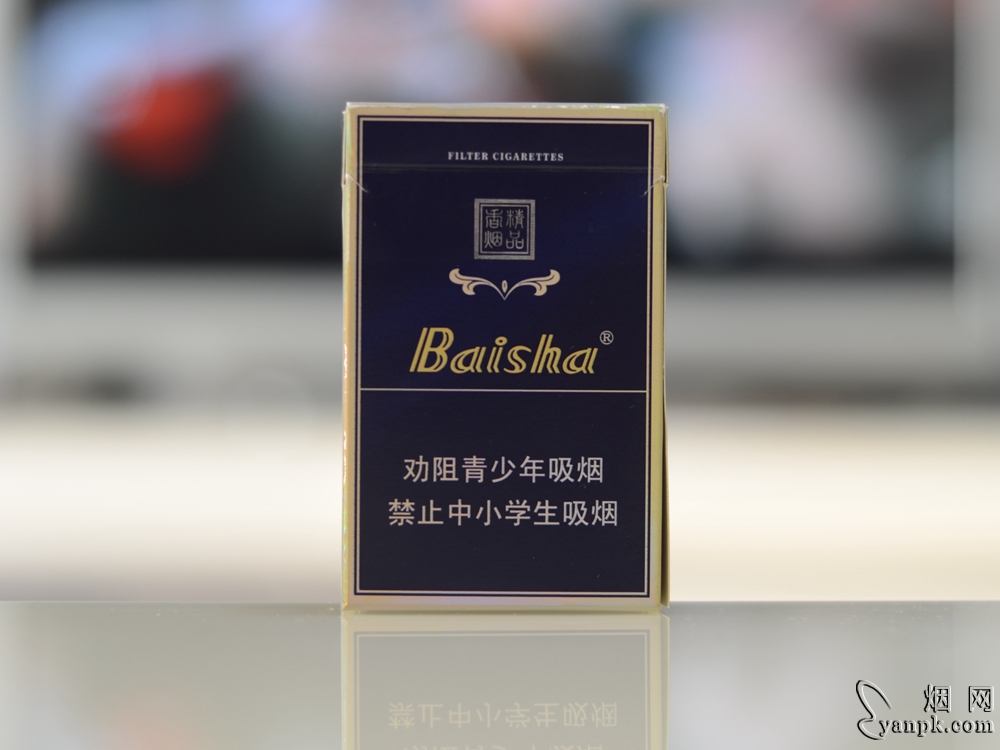 FILTER CIGARETTES
精品
香烟
Baisha®
劝阻青少年吸烟
禁止中小学生吸烟
烟网
yanpk.com